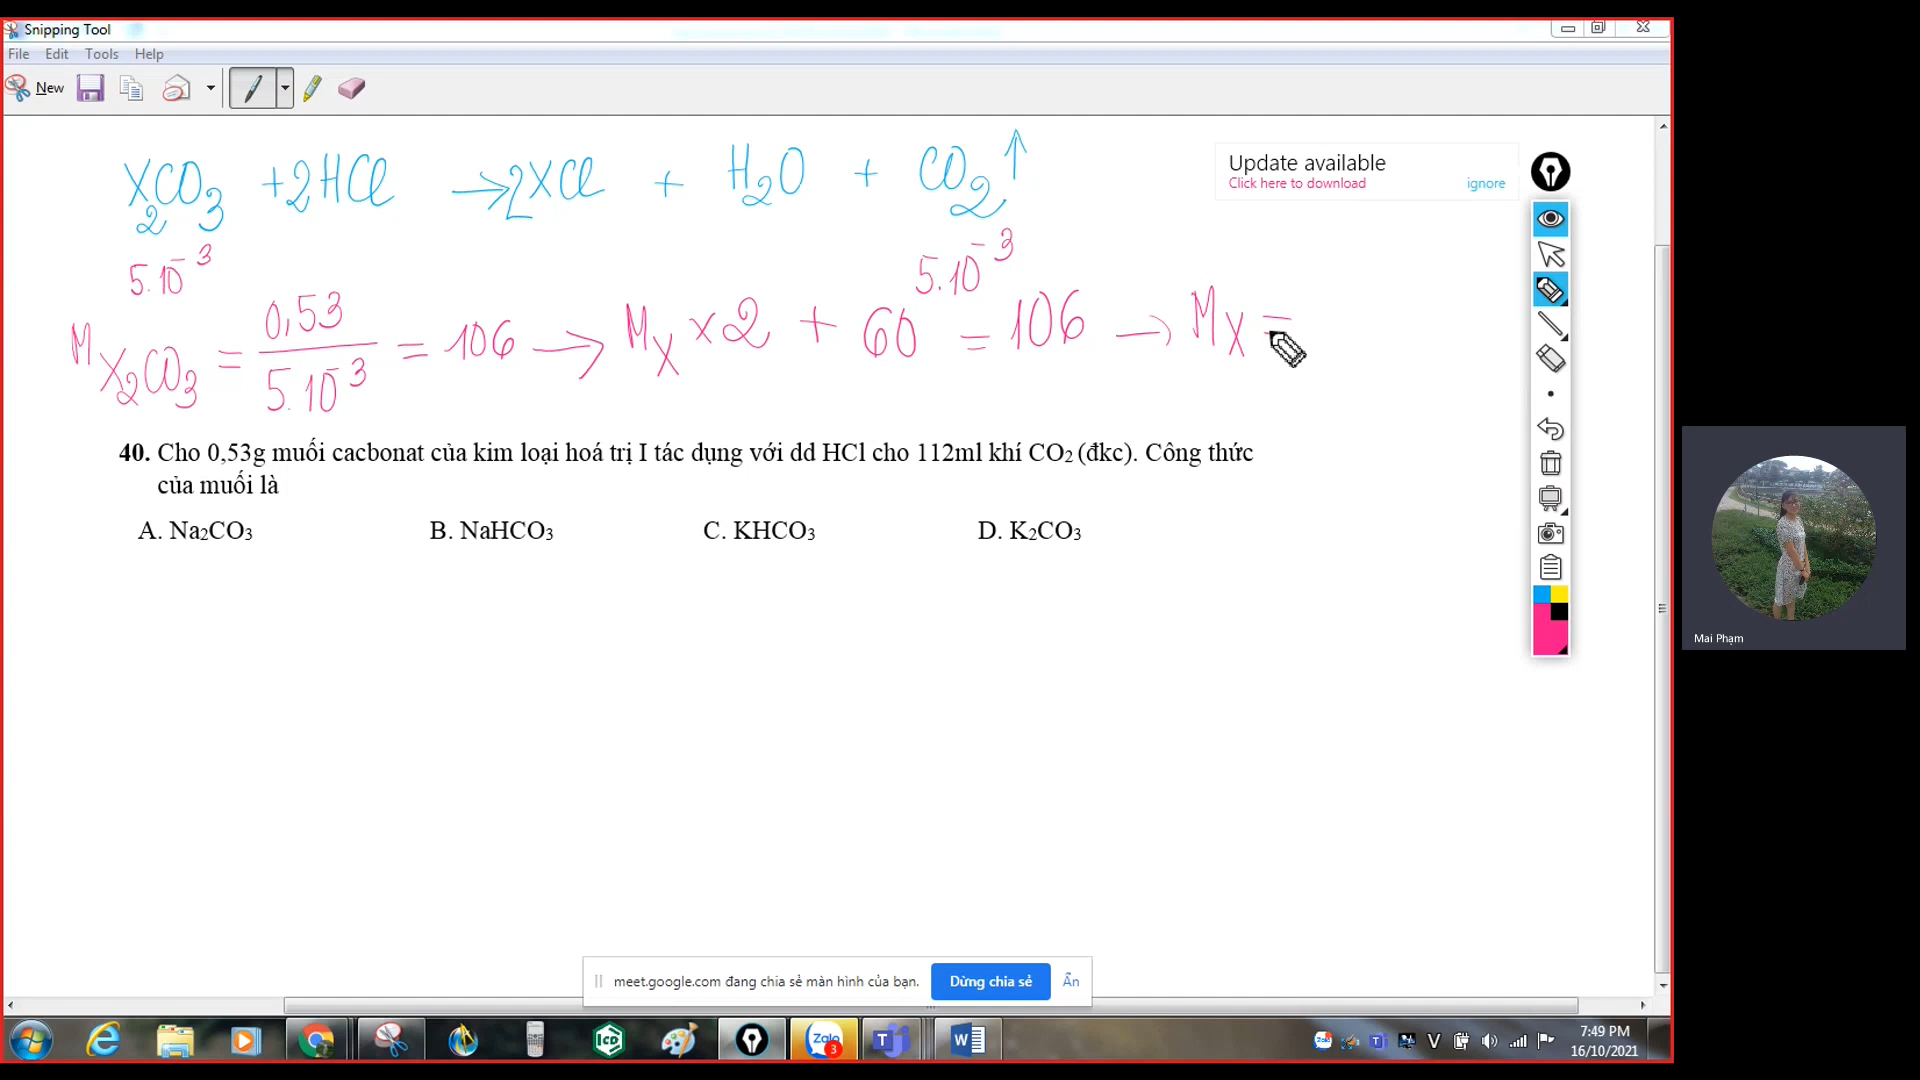 Snipping Tool
File Edit Tools Help
New
Update available
Click here to download ignore
X₂CO₃ + 2HCl → 2XCl + H₂O + CO₂↑
5.10⁻³ 5.10⁻³
M X₂CO₃ = 0,53 / 5.10⁻³ = 106 → Mx × 2 + 60 = 106 → Mx =
40. Cho 0,53g muối cacbonat của kim loại hoá trị I tác dụng với dd HCl cho 112ml khí CO₂ (đkc). Công thức
của muối là
A. Na₂CO₃ B. NaHCO₃ C. KHCO₃ D. K₂CO₃
Mai Phạm
meet.google.com đang chia sẻ màn hình của bạn. Dừng chia sẻ Ẩn
ICD
Zalo
3
7:49 PM
16/10/2021